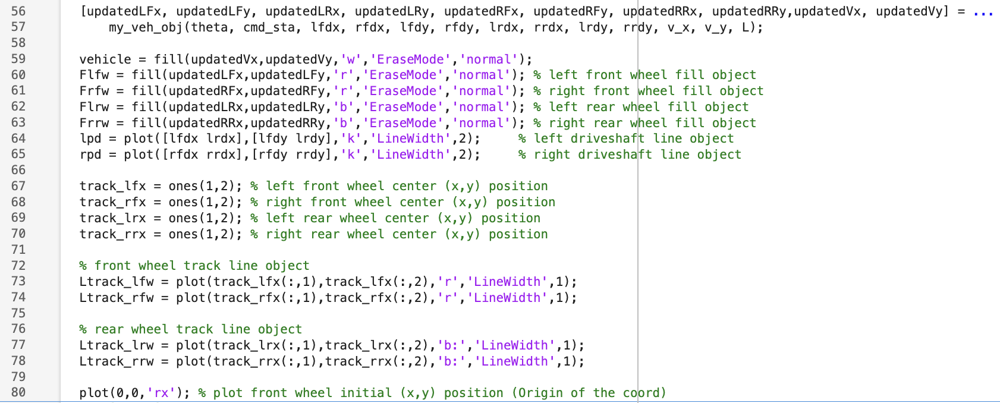 56 [updatedLFx, updatedLFy, updatedLRx, updatedLRy, updatedRFx, updatedRFy, updatedRRx, updatedRRy,updatedVx, updatedVy] = ...
57 my_veh_obj(theta, cmd_sta, lfdx, rfdx, lfdy, rfdy, lrdx, rrdx, lrdy, rrdy, v_x, v_y, L);
58
59 vehicle = fill(updatedVx,updatedVy,'w','EraseMode','normal');
60 Flfw = fill(updatedLFx,updatedLFy,'r','EraseMode','normal'); % left front wheel fill object
61 Frfw = fill(updatedRFx,updatedRFy,'r','EraseMode','normal'); % right front wheel fill object
62 Flrw = fill(updatedLRx,updatedLRy,'b','EraseMode','normal'); % left rear wheel fill object
63 Frrw = fill(updatedRRx,updatedRRy,'b','EraseMode','normal'); % right rear wheel fill object
64 lpd = plot([lfdx lrdx],[lfdy lrdy],'k','LineWidth',2); % left driveshaft line object
65 rpd = plot([rfdx rrdx],[rfdy rrdy],'k','LineWidth',2); % right driveshaft line object
66
67 track_lfx = ones(1,2); % left front wheel center (x,y) position
68 track_rfx = ones(1,2); % right front wheel center (x,y) position
69 track_lrx = ones(1,2); % left rear wheel center (x,y) position
70 track_rrx = ones(1,2); % right rear wheel center (x,y) position
71
72 % front wheel track line object
73 Ltrack_lfw = plot(track_lfx(:,1),track_lfx(:,2),'r','LineWidth',1);
74 Ltrack_rfw = plot(track_rfx(:,1),track_rfx(:,2),'r','LineWidth',1);
75
76 % rear wheel track line object
77 Ltrack_lrw = plot(track_lrx(:,1),track_lrx(:,2),'b:','LineWidth',1);
78 Ltrack_rrw = plot(track_rrx(:,1),track_rrx(:,2),'b:','LineWidth',1);
79
80 plot(0,0,'rx'); % plot front wheel initial (x,y) position (Origin of the coord)